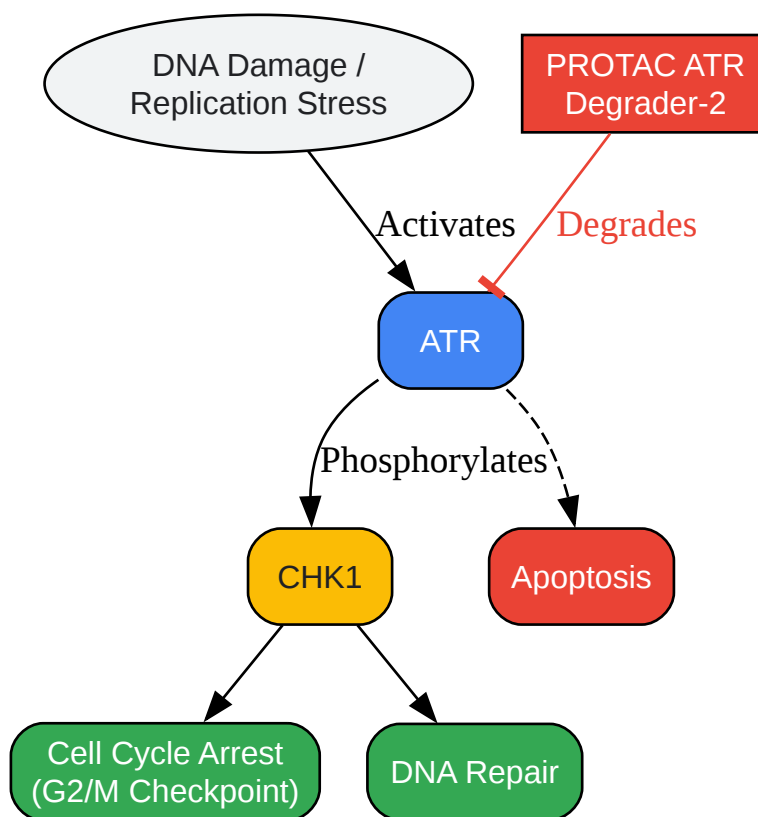 DNA Damage /
Replication Stress
PROTAC ATR
Degrader-2
Activates
Degrades
ATR
Phosphorylates
CHK1
Apoptosis
Cell Cycle Arrest
(G2/M Checkpoint)
DNA Repair